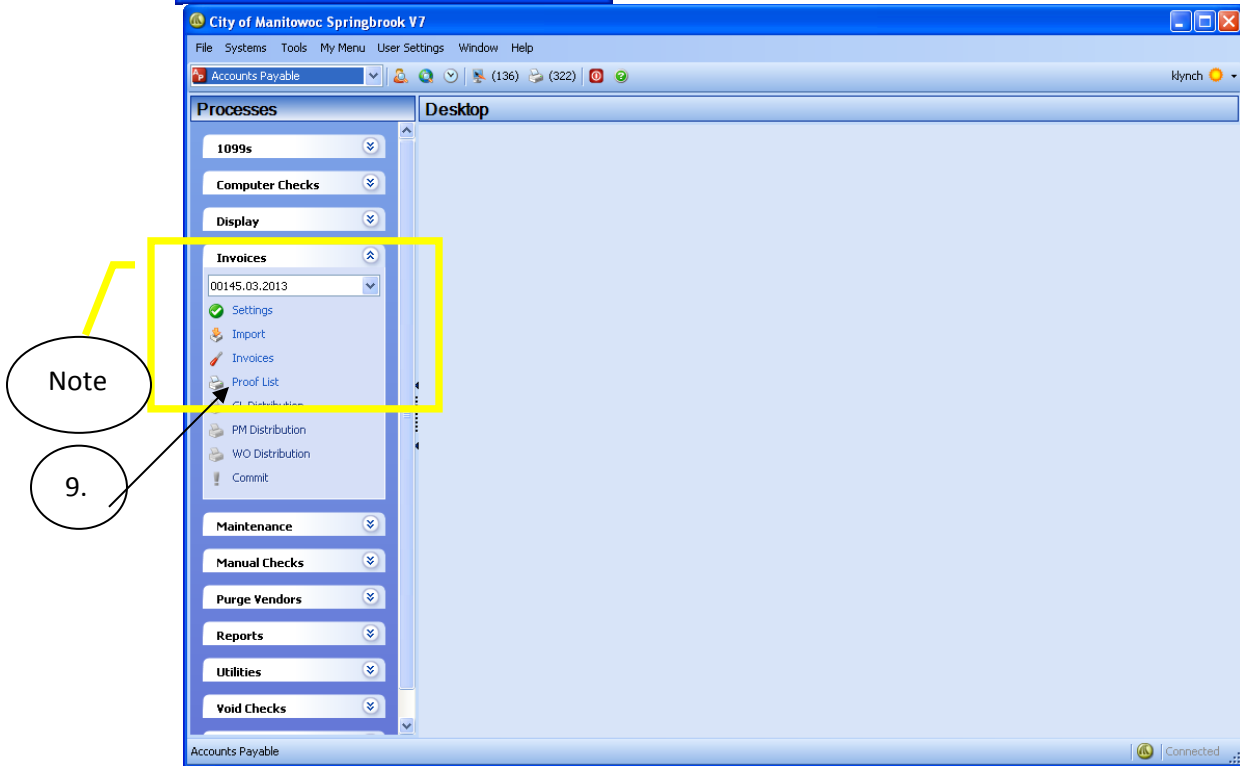 City of Manitowoc Springbrook V7
File Systems Tools My Menu User Settings Window Help
Accounts Payable (136) (322) klynch
Processes
Desktop
1099s
Computer Checks
Display
Invoices
00145.03.2013
Settings
Import
Invoices
Proof List
GL Distribution
PM Distribution
WO Distribution
Commit
Maintenance
Manual Checks
Purge Vendors
Reports
Utilities
Void Checks
Accounts Payable
Connected
Note
9.